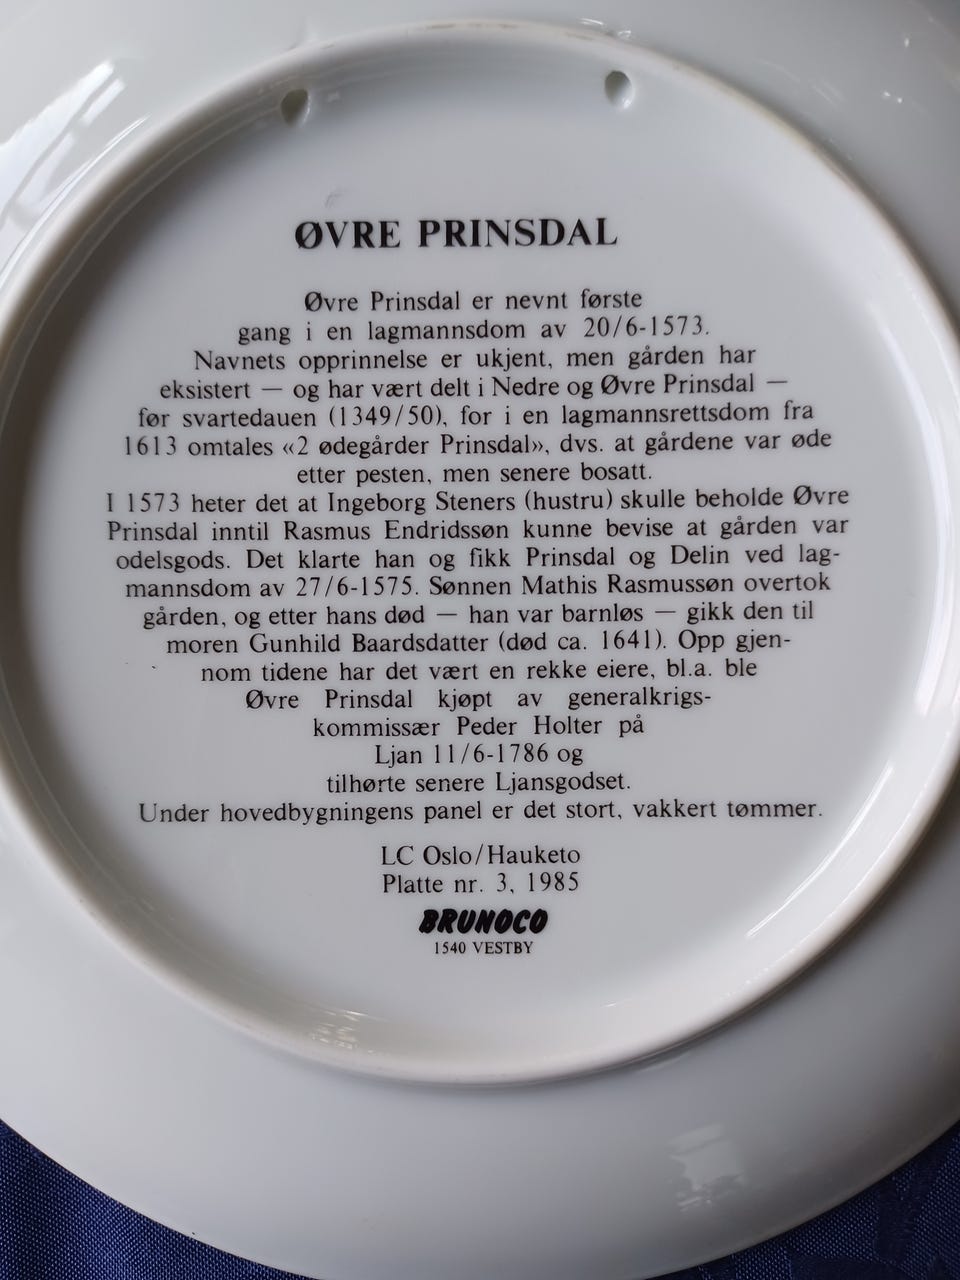 ØVRE PRINSDAL
Øvre Prinsdal er nevnt første
gang i en lagmannsdom av 20/6-1573.
Navnets opprinnelse er ukjent, men gården har
eksistert — og har vært delt i Nedre og Øvre Prinsdal —
før svartedauen (1349/50), for i en lagmannsrettsdom fra
1613 omtales «2 ødegårder Prinsdal», dvs. at gårdene var øde
etter pesten, men senere bosatt.
I 1573 heter det at Ingeborg Steners (hustru) skulle beholde Øvre
Prinsdal inntil Rasmus Endridssøn kunne bevise at gården var
odelsgods. Det klarte han og fikk Prinsdal og Delin ved lag-
mannsdom av 27/6-1575. Sønnen Mathis Rasmussøn overtok
gården, og etter hans død — han var barnløs — gikk den til
moren Gunhild Baardsdatter (død ca. 1641). Opp gjen-
nom tidene har det vært en rekke eiere, bl.a. ble
Øvre Prinsdal kjøpt av generalkrigs-
kommissær Peder Holter på
Ljan 11/6-1786 og
tilhørte senere Ljansgodset.
Under hovedbygningens panel er det stort, vakkert tømmer.
LC Oslo/Hauketo
Platte nr. 3, 1985
BRUNOCO
1540 VESTBY